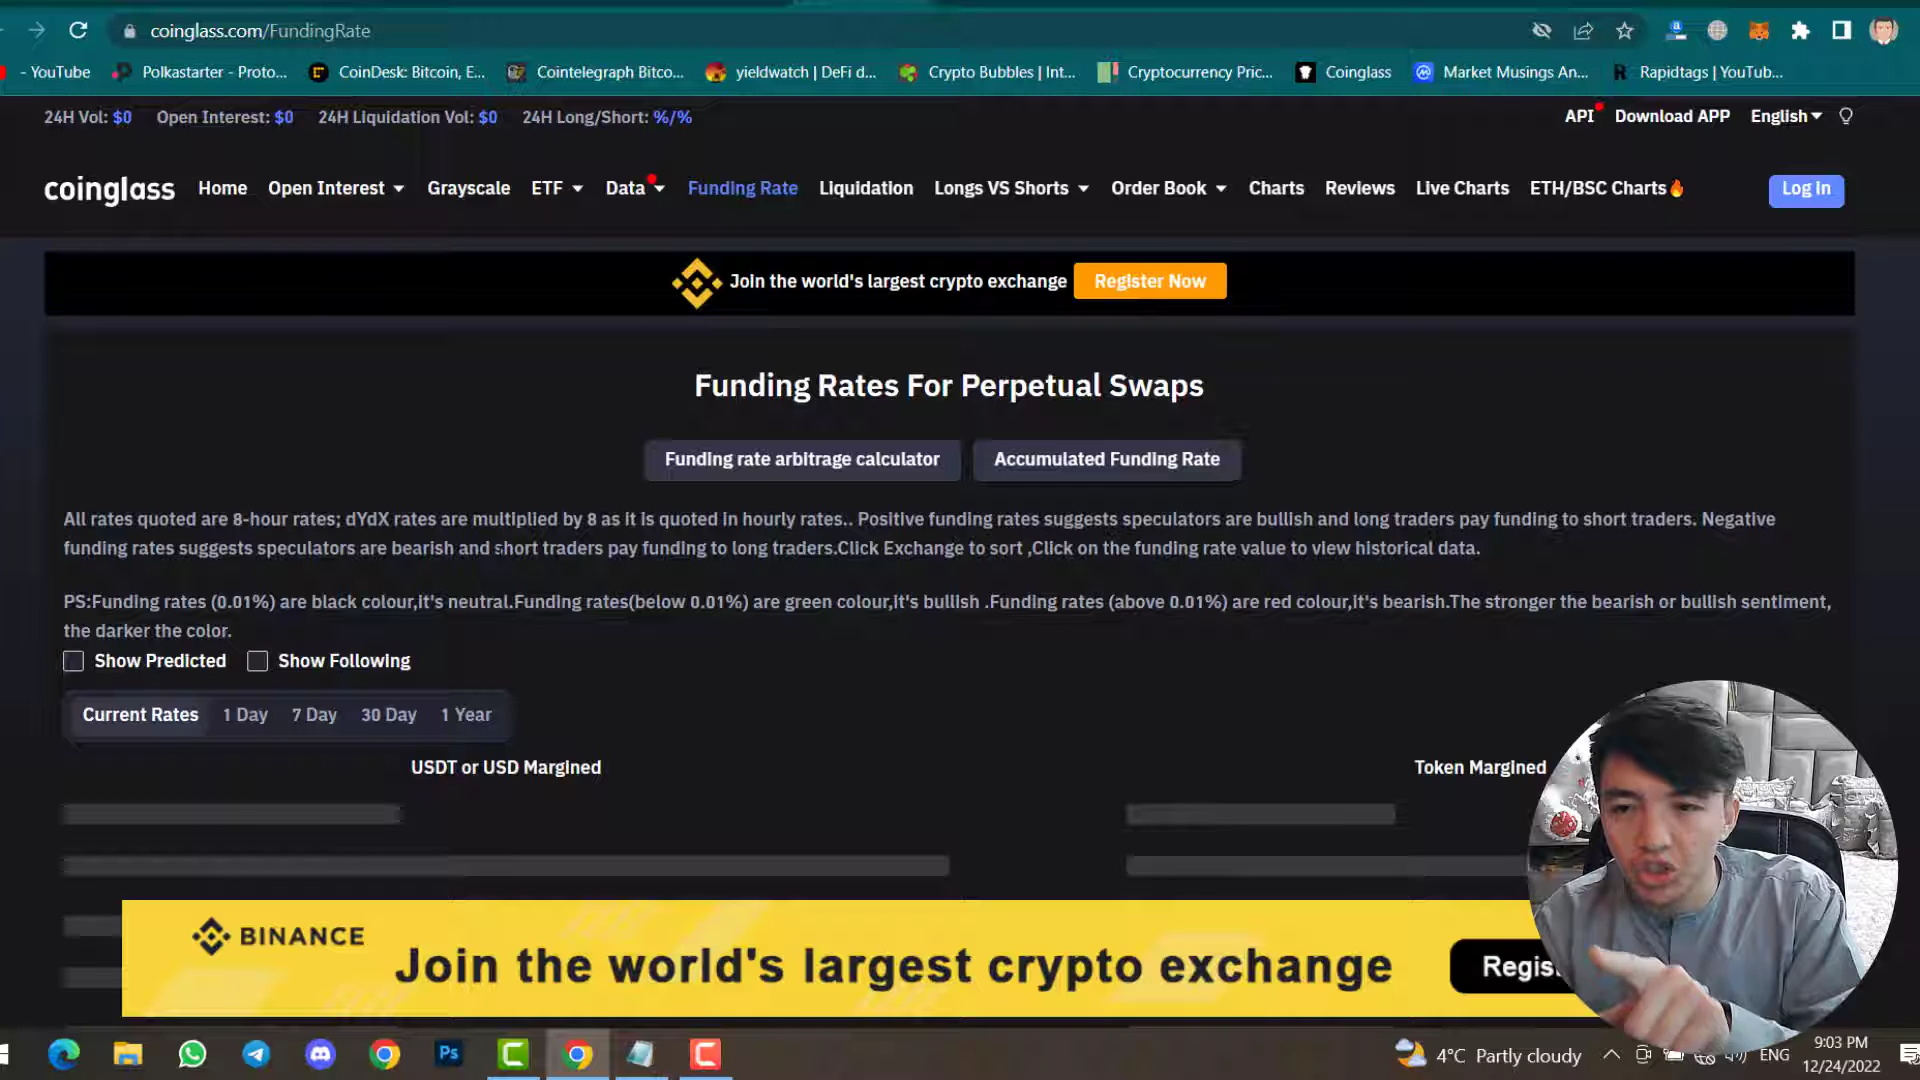 coinglass.com/FundingRate
- YouTube
Polkastarter - Proto...
CoinDesk: Bitcoin, E...
Cointelegraph Bitco...
yieldwatch | DeFi d...
Crypto Bubbles | Int...
Cryptocurrency Pric...
Coinglass
Market Musings An...
Rapidtags | YouTub...
24H Vol: $0 Open Interest: $0 24H Liquidation Vol: $0 24H Long/Short: %/%
API Download APP English
coinglass
Home Open Interest Grayscale ETF Data Funding Rate Liquidation Longs VS Shorts Order Book Charts Reviews Live Charts ETH/BSC Charts
Log In
Join the world's largest crypto exchange Register Now
Funding Rates For Perpetual Swaps
Funding rate arbitrage calculator Accumulated Funding Rate
All rates quoted are 8-hour rates; dYdX rates are multiplied by 8 as it is quoted in hourly rates.. Positive funding rates suggests speculators are bullish and long traders pay funding to short traders. Negative
funding rates suggests speculators are bearish and short traders pay funding to long traders.Click Exchange to sort ,Click on the funding rate value to view historical data.
PS:Funding rates (0.01%) are black colour,it's neutral.Funding rates(below 0.01%) are green colour,it's bullish .Funding rates (above 0.01%) are red colour,it's bearish.The stronger the bearish or bullish sentiment,
the darker the color.
Show Predicted Show Following
Current Rates 1 Day 7 Day 30 Day 1 Year
USDT or USD Margined
Token Margined
BINANCE
Join the world's largest crypto exchange
Regis
Ps
4°C Partly cloudy
ENG
9:03 PM
12/24/2022